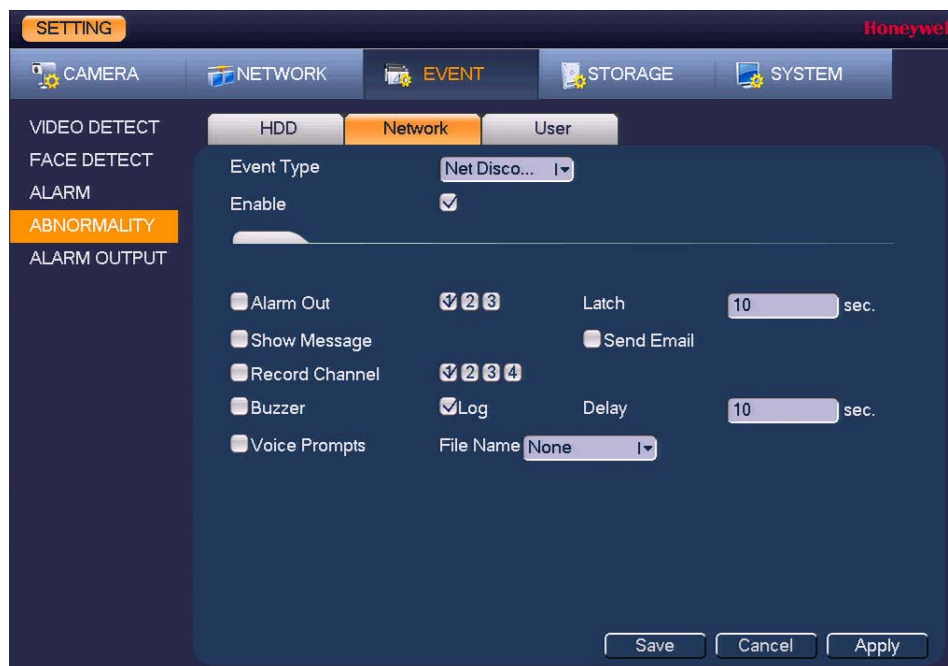 SETTING
Honeywel
CAMERA NETWORK EVENT STORAGE SYSTEM
VIDEO DETECT
FACE DETECT
ALARM
ABNORMALITY
ALARM OUTPUT
HDD Network User
Event Type Net Disco...
Enable
Alarm Out 1 2 3 Latch 10 sec.
Show Message Send Email
Record Channel 1 2 3 4
Buzzer Log Delay 10 sec.
Voice Prompts File Name None
Save Cancel Apply